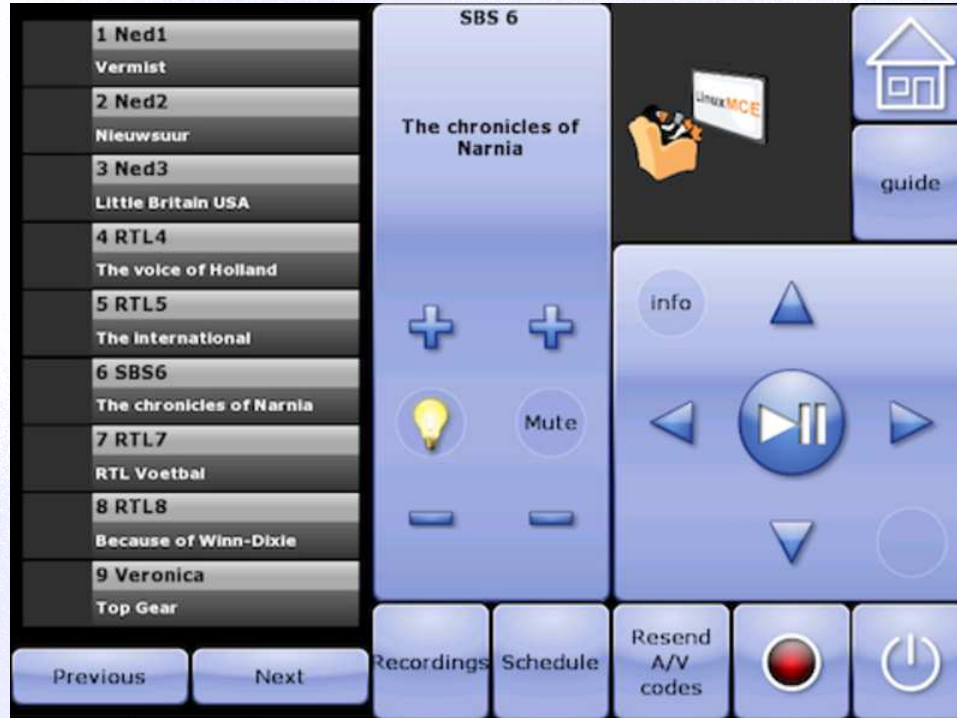 1 Ned1
Vermist
2 Ned2
Nieuwsuur
3 Ned3
Little Britain USA
4 RTL4
The voice of Holland
5 RTL5
The international
6 SBS6
The chronicles of Narnia
7 RTL7
RTL Voetbal
8 RTL8
Because of Winn-Dixie
9 Veronica
Top Gear
Previous
Next
SBS 6
The chronicles of
Narnia
Mute
Recordings
Schedule
LinuxMCE
guide
info
Resend
A/V
codes